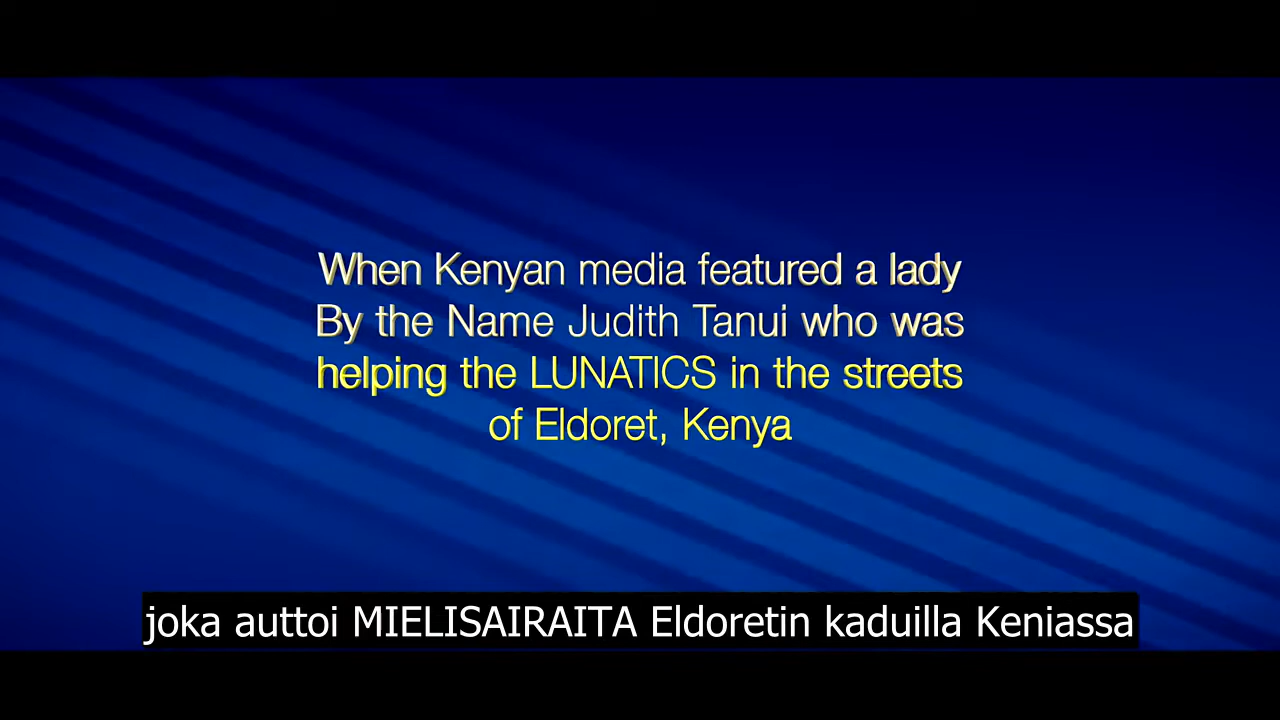 When Kenyan media featured a lady
By the Name Judith Tanui who was
helping the LUNATICS in the streets
of Eldoret, Kenya
joka auttoi MIELISAIRAITA Eldoretin kaduilla Keniassa